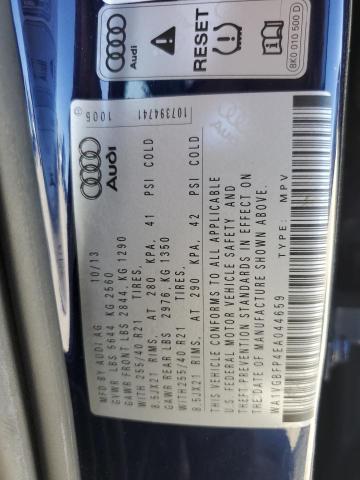 Audi
RESET
8K0 010 500 D
Audi
107394741
1005
MFD BY AUDI AG 10/13
GVWR LBS 5644 KG 2560
GAWR FRONT LBS 2844, KG 1290
WITH 255/40 R21 TIRES,
8.5JX21 RIMS, AT 280 KPA, 41 PSI COLD
GAWR REAR LBS 2976, KG 1350
WITH 255/40 R21 TIRES,
8.5JX21 RIMS, AT 290 KPA, 42 PSI COLD
THIS VEHICLE CONFORMS TO ALL APPLICABLE
U.S. FEDERAL MOTOR VEHICLE SAFETY AND
THEFT PREVENTION STANDARDS IN EFFECT ON
THE DATE OF MANUFACTURE SHOWN ABOVE.
WA1VGBFP4EA044659 TYPE: MPV